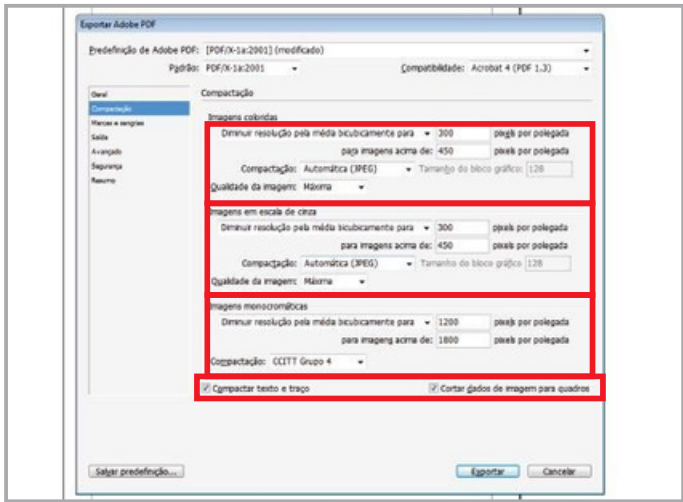 Exportar Adobe PDF
Predefinição de Adobe PDF: [PDF/X-1a:2001] (modificado)
Padrão: PDF/X-1a:2001 Compatibilidade: Acrobat 4 (PDF 1.3)
Geral
Compactação
Marcas e sangrias
Saída
Avançado
Segurança
Resumo
Compactação
Imagens coloridas
Diminuir resolução pela média bicubicamente para 300 pixels por polegada
para imagens acima de: 450 pixels por polegada
Compactação: Automática (JPEG) Tamanho do bloco gráfico: 128
Qualidade da imagem: Máxima
Imagens em escala de cinza
Diminuir resolução pela média bicubicamente para 300 pixels por polegada
para imagens acima de: 450 pixels por polegada
Compactação: Automática (JPEG) Tamanho do bloco gráfico 128
Qualidade da imagem: Máxima
Imagens monocromáticas
Diminuir resolução pela média bicubicamente para 1200 pixels por polegada
para imagens acima de: 1800 pixels por polegada
Compactação: CCITT Grupo 4
Compactar texto e traço Cortar dados de imagem para quadros
Salvar predefinição... Exportar Cancelar